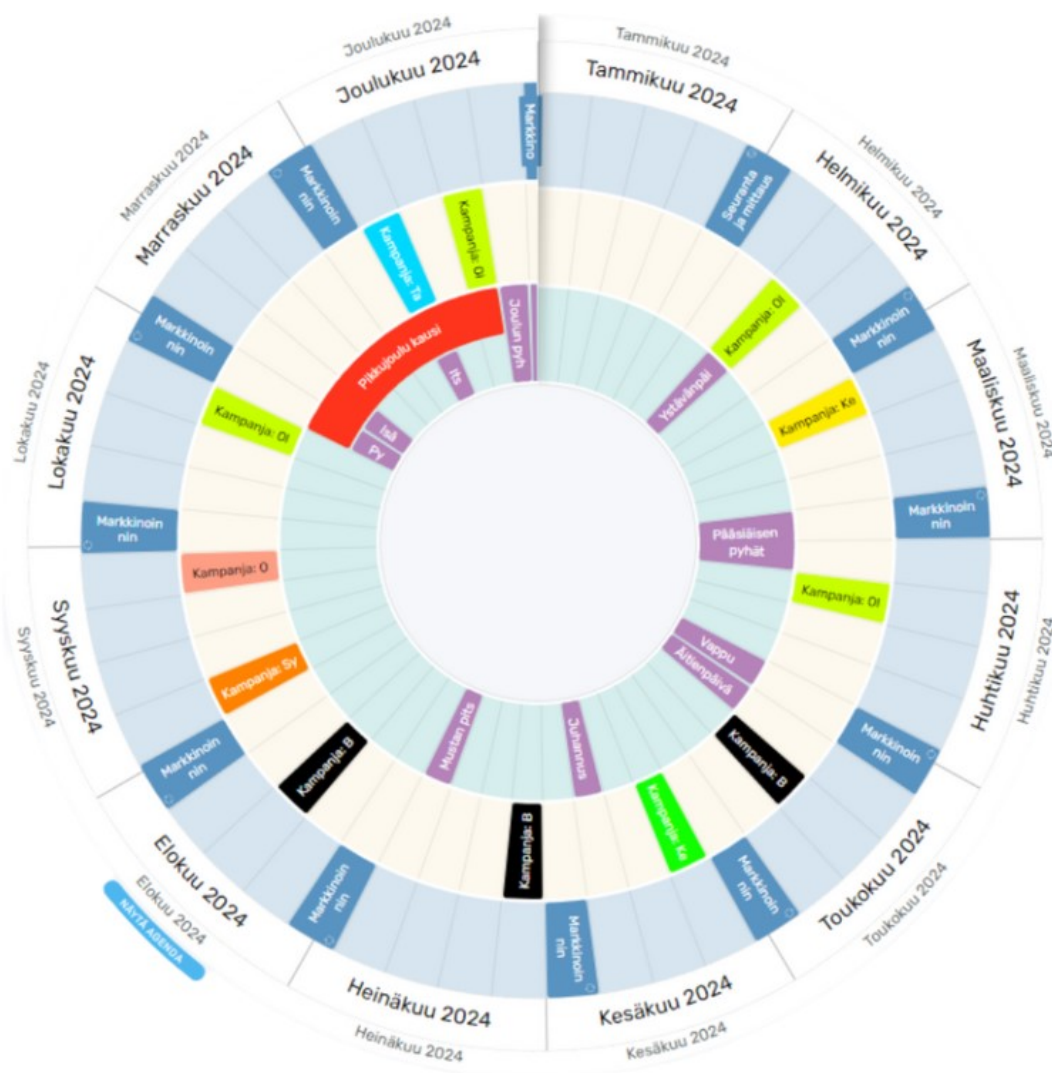 Tammikuu 2024
Tammikuu 2024
Helmikuu 2024
Helmikuu 2024
Maaliskuu 2024
Maaliskuu 2024
Huhtikuu 2024
Huhtikuu 2024
Toukokuu 2024
Toukokuu 2024
Kesäkuu 2024
Kesäkuu 2024
Heinäkuu 2024
Heinäkuu 2024
Elokuu 2024
Elokuu 2024
NÄYTÄ AGENDA
Syyskuu 2024
Syyskuu 2024
Lokakuu 2024
Lokakuu 2024
Marraskuu 2024
Marraskuu 2024
Joulukuu 2024
Joulukuu 2024
Seuranta
ja mittaus
Markkinoin
nin
Markkinoin
nin
Markkinoin
nin
Markkinoin
nin
Markkinoin
nin
Markkinoin
nin
Markkinoin
nin
Markkinoin
nin
Markkinoin
nin
Markkinoin
nin
Markkino
Kampanja: Ol
Kampanja: Ke
Kampanja: Ol
Kampanja: B
Kampanja: Ke
Kampanja: B
Kampanja: B
Kampanja: Sy
Kampanja: O
Kampanja: Ol
Kampanja: Ta
Kampanja: Ol
Ystävänpäi
Pääsiäisen
pyhät
Vappu
Äitienpäivä
Juhannus
Mustan pits
Py
Isä
Pikkujoulu kausi
Its
Joulun pyh